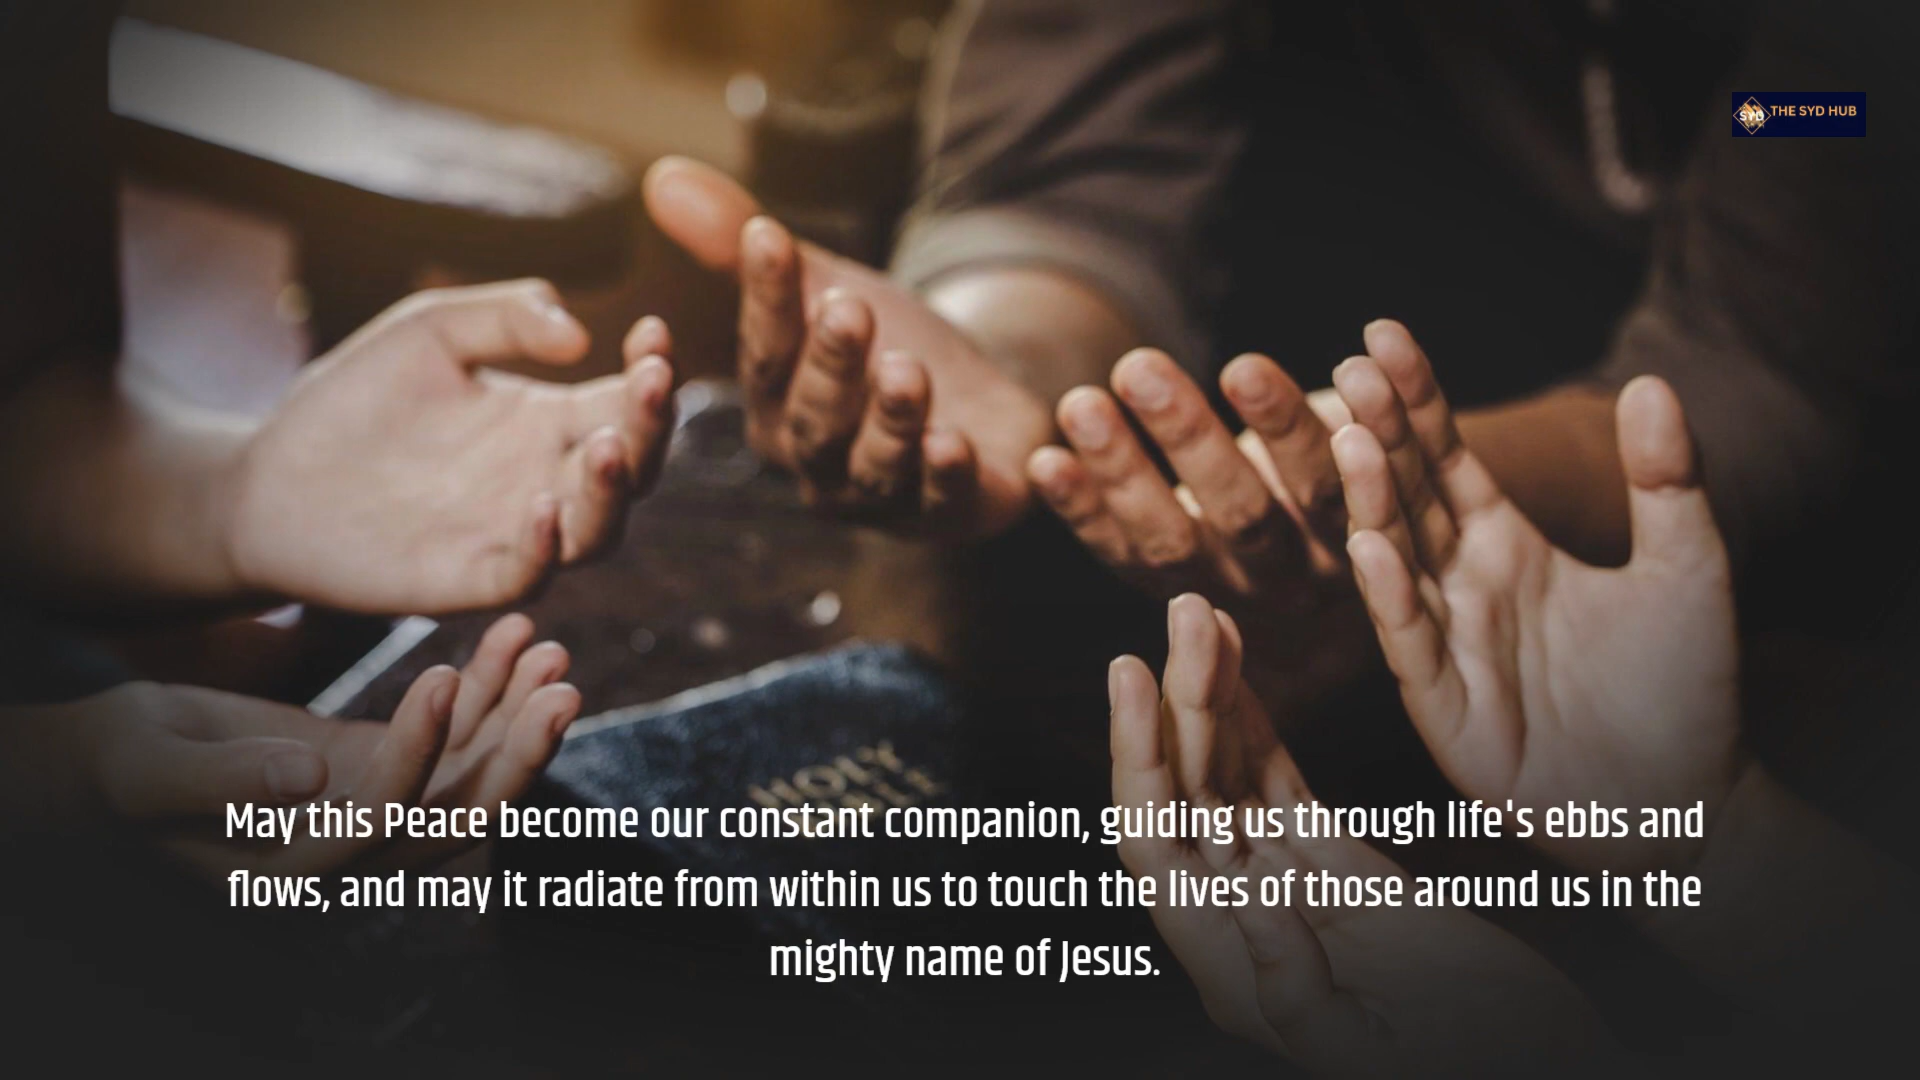 SYD THE SYD HUB
HOLY
May this Peace become our constant companion, guiding us through life's ebbs and
flows, and may it radiate from within us to touch the lives of those around us in the
mighty name of Jesus.